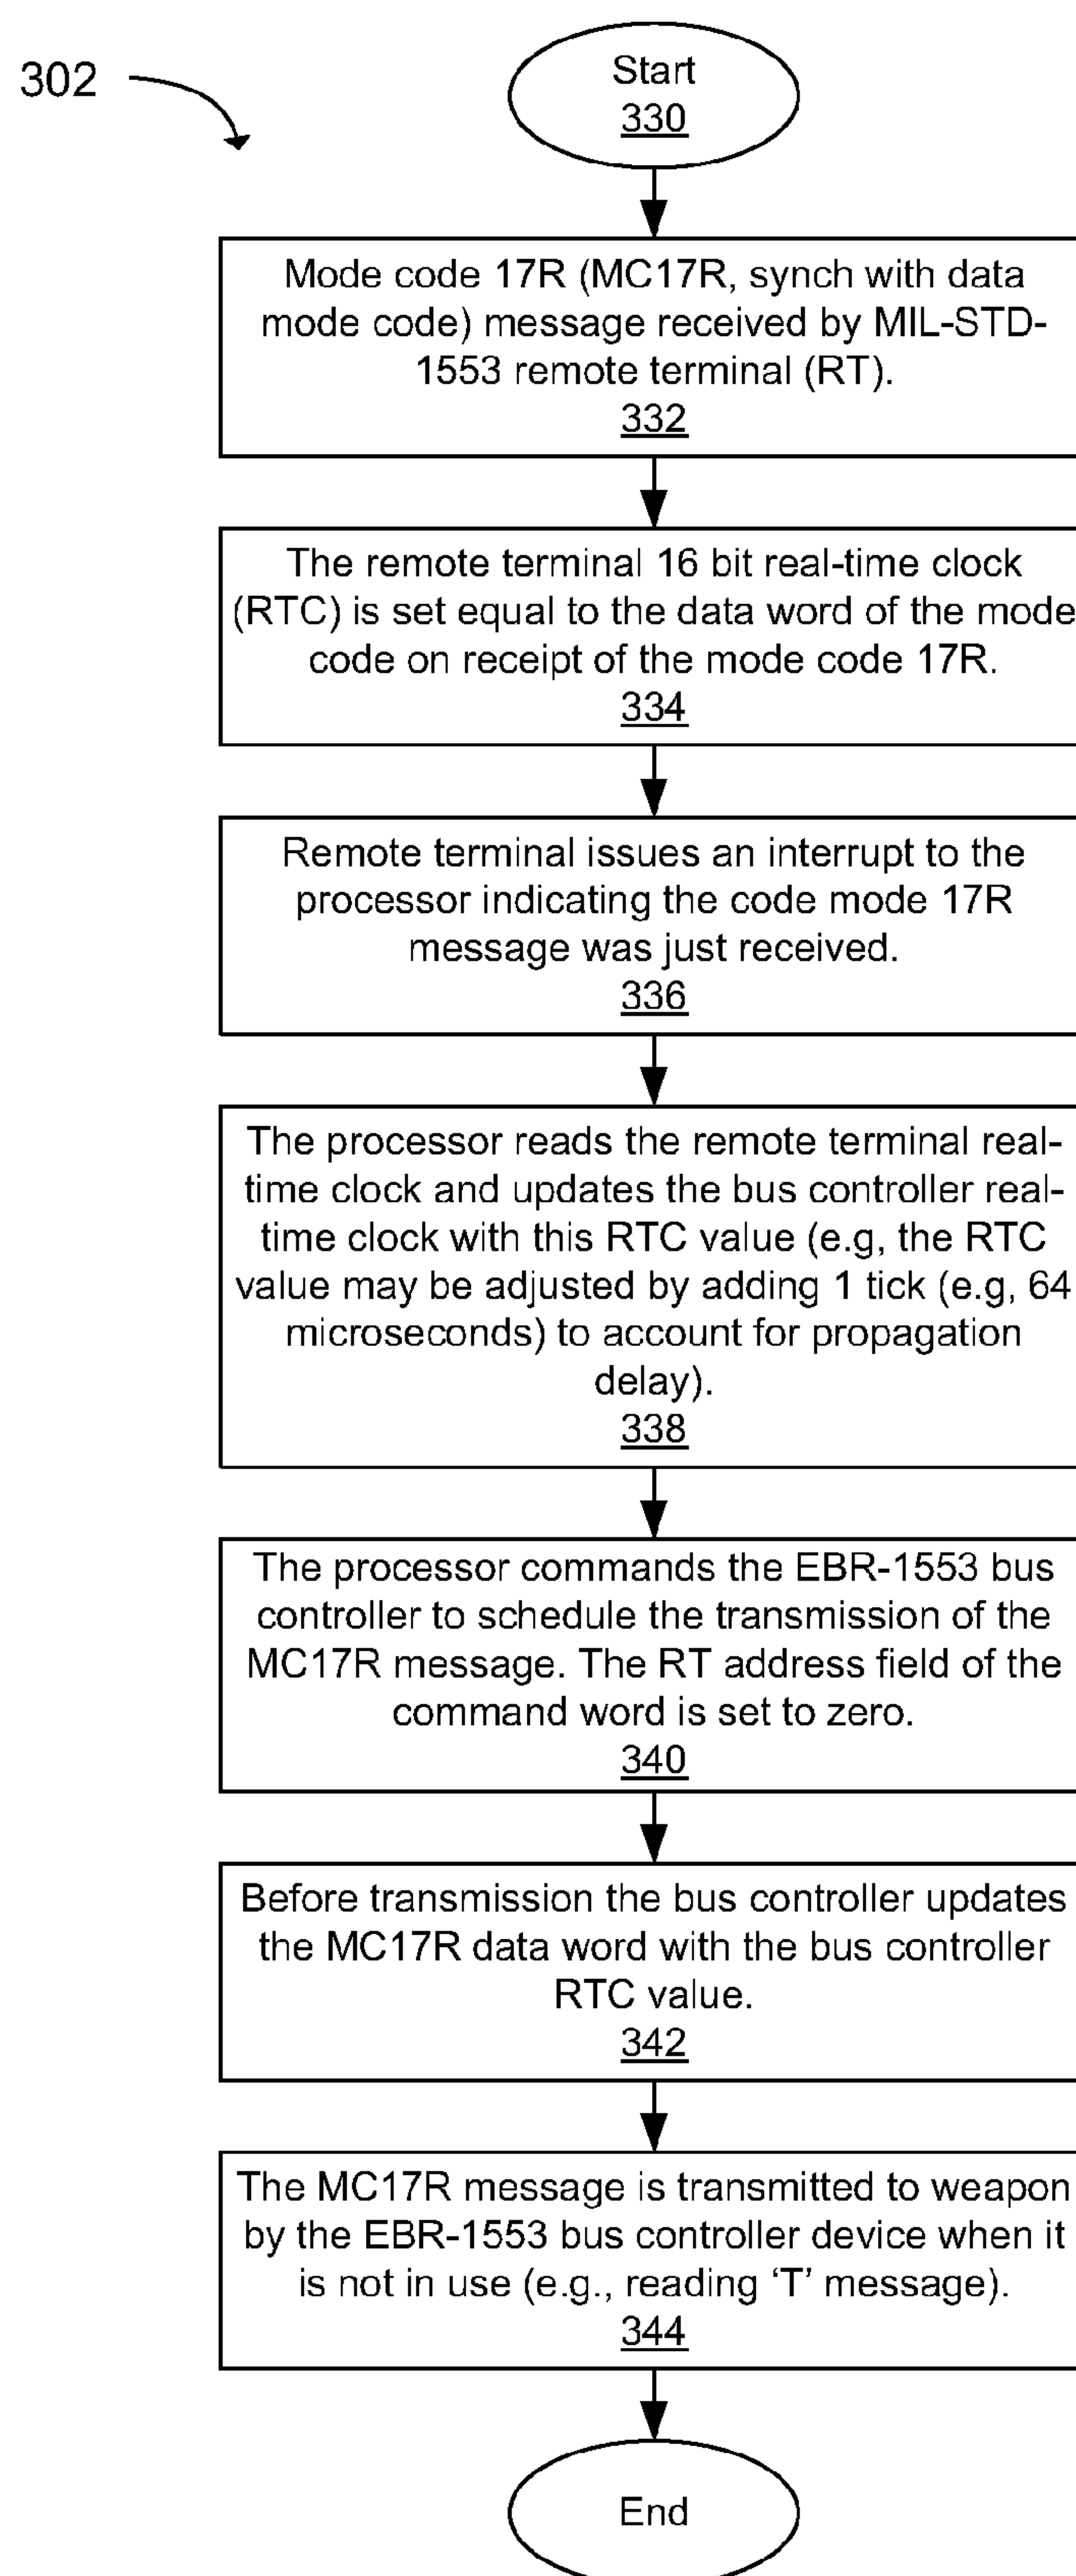 302
Start
330
Mode code 17R (MC17R, synch with data
mode code) message received by MIL-STD-
1553 remote terminal (RT).
332
The remote terminal 16 bit real-time clock
(RTC) is set equal to the data word of the mode
code on receipt of the mode code 17R.
334
Remote terminal issues an interrupt to the
processor indicating the code mode 17R
message was just received.
336
The processor reads the remote terminal real-
time clock and updates the bus controller real-
time clock with this RTC value (e.g, the RTC
value may be adjusted by adding 1 tick (e.g, 64
microseconds) to account for propagation
delay).
338
The processor commands the EBR-1553 bus
controller to schedule the transmission of the
MC17R message. The RT address field of the
command word is set to zero.
340
Before transmission the bus controller updates
the MC17R data word with the bus controller
RTC value.
342
The MC17R message is transmitted to weapon
by the EBR-1553 bus controller device when it
is not in use (e.g., reading ‘T’ message).
344
End